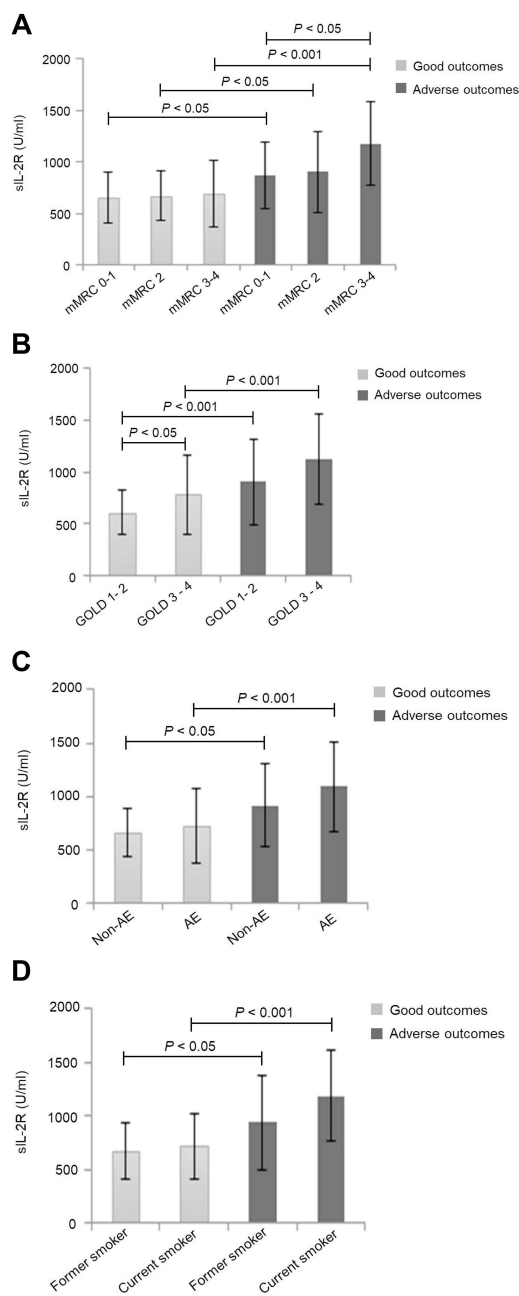 A
P < 0.05
P < 0.001
P < 0.05
P < 0.05
Good outcomes
Adverse outcomes
sIL-2R (U/ml)
2000
1500
1000
500
0
mMRC 0-1
mMRC 2
mMRC 3-4
mMRC 0-1
mMRC 2
mMRC 3-4
B
P < 0.001
P < 0.001
P < 0.05
Good outcomes
Adverse outcomes
sIL-2R (U/ml)
2000
1500
1000
500
0
GOLD 1-2
GOLD 3 - 4
GOLD 1-2
GOLD 3 - 4
C
P < 0.001
P < 0.05
Good outcomes
Adverse outcomes
sIL-2R (U/ml)
2000
1500
1000
500
0
Non-AE
AE
Non-AE
AE
D
P < 0.001
P < 0.05
Good outcomes
Adverse outcomes
sIL-2R (U/ml)
2000
1500
1000
500
0
Former smoker
Current smoker
Former smoker
Current smoker